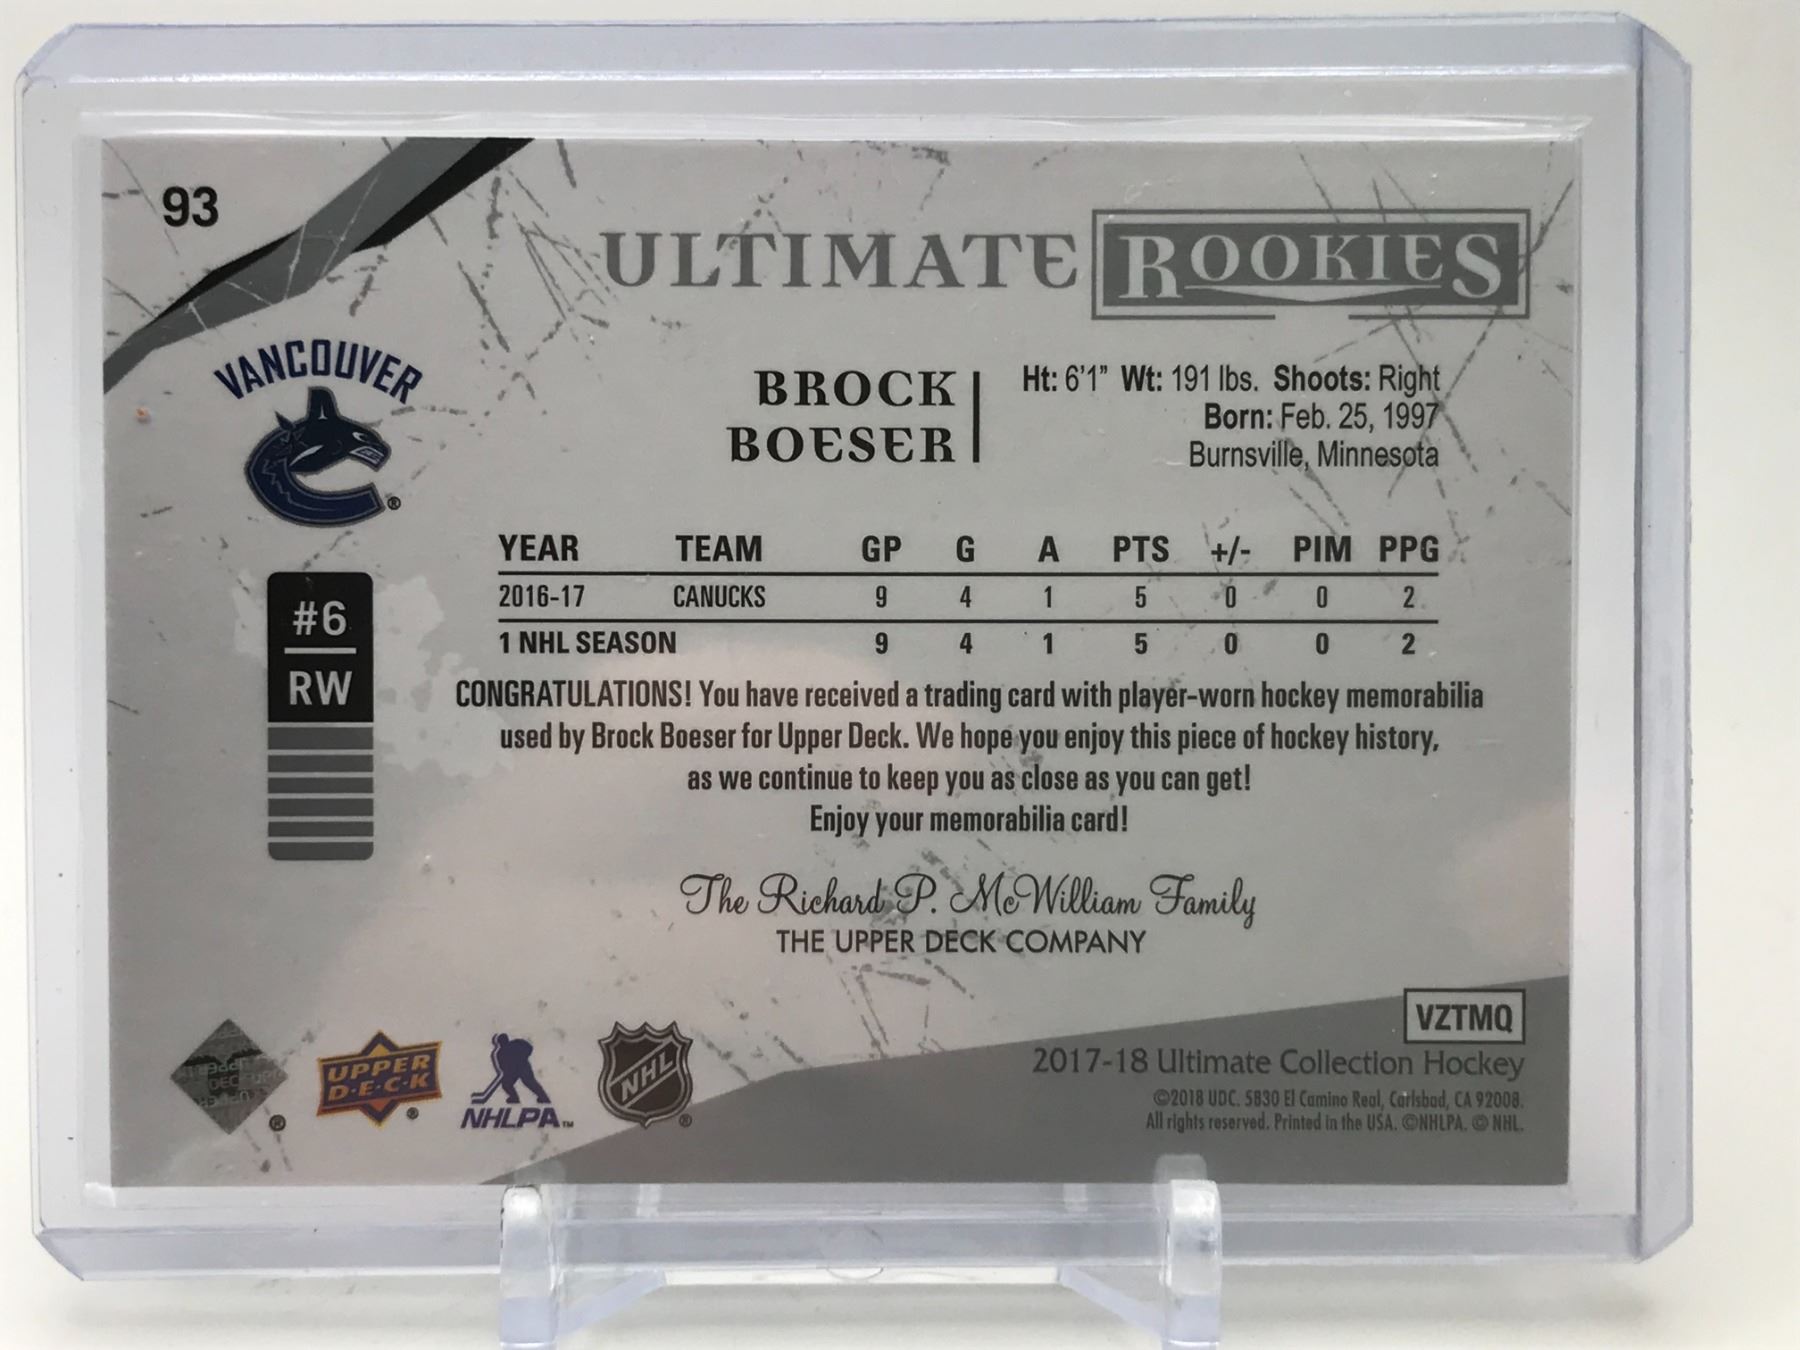 93
ULTIMATE ROOKIES
VANCOUVER
®
BROCK
BOESER
Ht: 6'1" Wt: 191 lbs. Shoots: Right
Born: Feb. 25, 1997
Burnsville, Minnesota
YEAR TEAM GP G A PTS +/- PIM PPG
2016-17 CANUCKS 9 4 1 5 0 0 2
1 NHL SEASON 9 4 1 5 0 0 2
#6
RW
CONGRATULATIONS! You have received a trading card with player-worn hockey memorabilia
used by Brock Boeser for Upper Deck. We hope you enjoy this piece of hockey history,
as we continue to keep you as close as you can get!
Enjoy your memorabilia card!
The Richard P. McWilliam Family
THE UPPER DECK COMPANY
VZTMQ
2017-18 Ultimate Collection Hockey
©2018 UDC. 5830 El Camino Real, Carlsbad, CA 92008.
All rights reserved. Printed in the USA. ©NHLPA. © NHL.
®
UPPER
D·E·C·K
®
NHLPA™
NHL
®